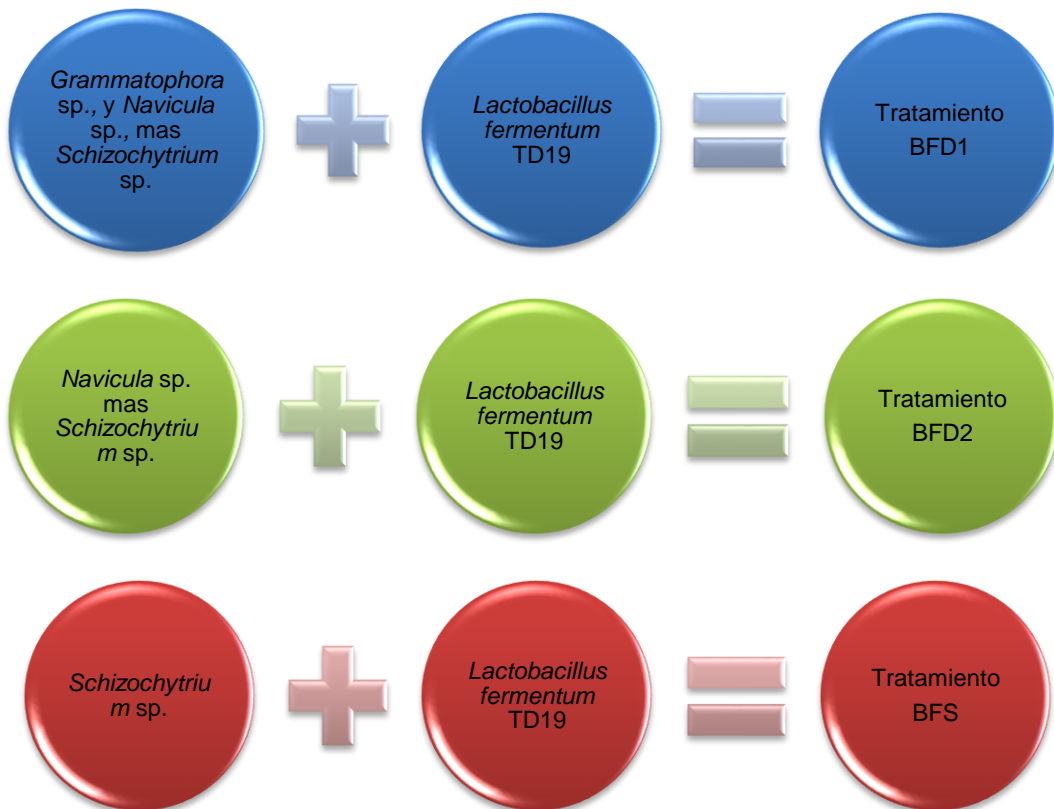 Grammatophora
sp., y Navicula
sp., mas
Schizochytrium
sp.
Lactobacillus
fermentum
TD19
Tratamiento
BFD1
Navicula sp.
mas
Schizochytriu
m sp.
Lactobacillus
fermentum
TD19
Tratamiento
BFD2
Schizochytriu
m sp.
Lactobacillus
fermentum
TD19
Tratamiento
BFS